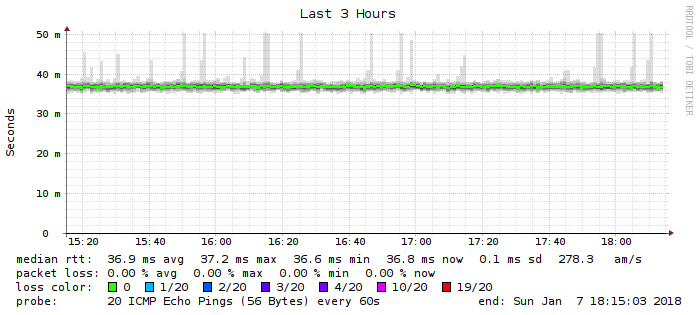 Last 3 Hours
RRDTOOL / TOBI OETIKER
Seconds
50 m
40 m
30 m
20 m
10 m
0
15:20 15:40 16:00 16:20 16:40 17:00 17:20 17:40 18:00
median rtt: 36.9 ms avg 37.2 ms max 36.6 ms min 36.8 ms now 0.1 ms sd 278.3 am/s
packet loss: 0.00 % avg 0.00 % max 0.00 % min 0.00 % now
loss color: 0 1/20 2/20 3/20 4/20 10/20 19/20
probe: 20 ICMP Echo Pings (56 Bytes) every 60s end: Sun Jan 7 18:15:03 2018